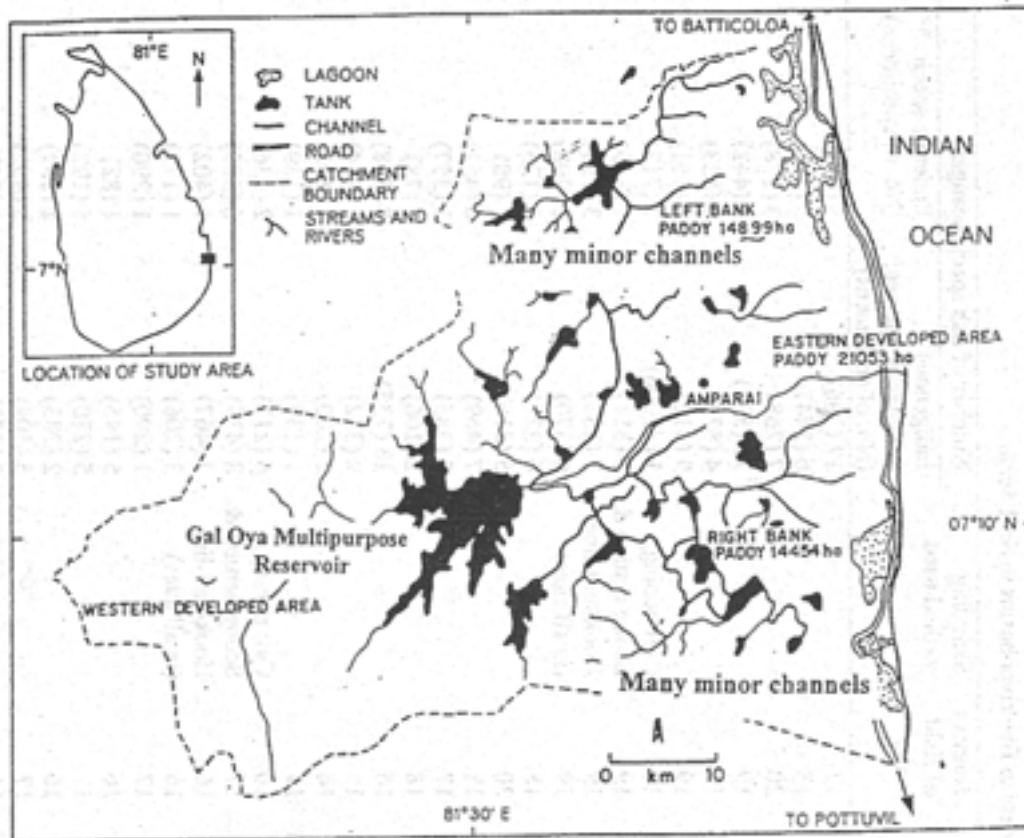 TO BATTICOLOA
81°E
N
LAGOON
TANK
CHANNEL
ROAD
CATCHMENT
BOUNDARY
STREAMS AND
RIVERS
7°N
LOCATION OF STUDY AREA
INDIAN
OCEAN
LEFT BANK
PADDY 14899 ha
Many minor channels
EASTERN DEVELOPED AREA
PADDY 21053 ha
AMPARAI
07°10' N
RIGHT BANK
PADDY 14454 ha
Gal Oya Multipurpose
Reservoir
WESTERN DEVELOPED AREA
Many minor channels
A
0 km 10
81°30' E
TO POTTUVIL